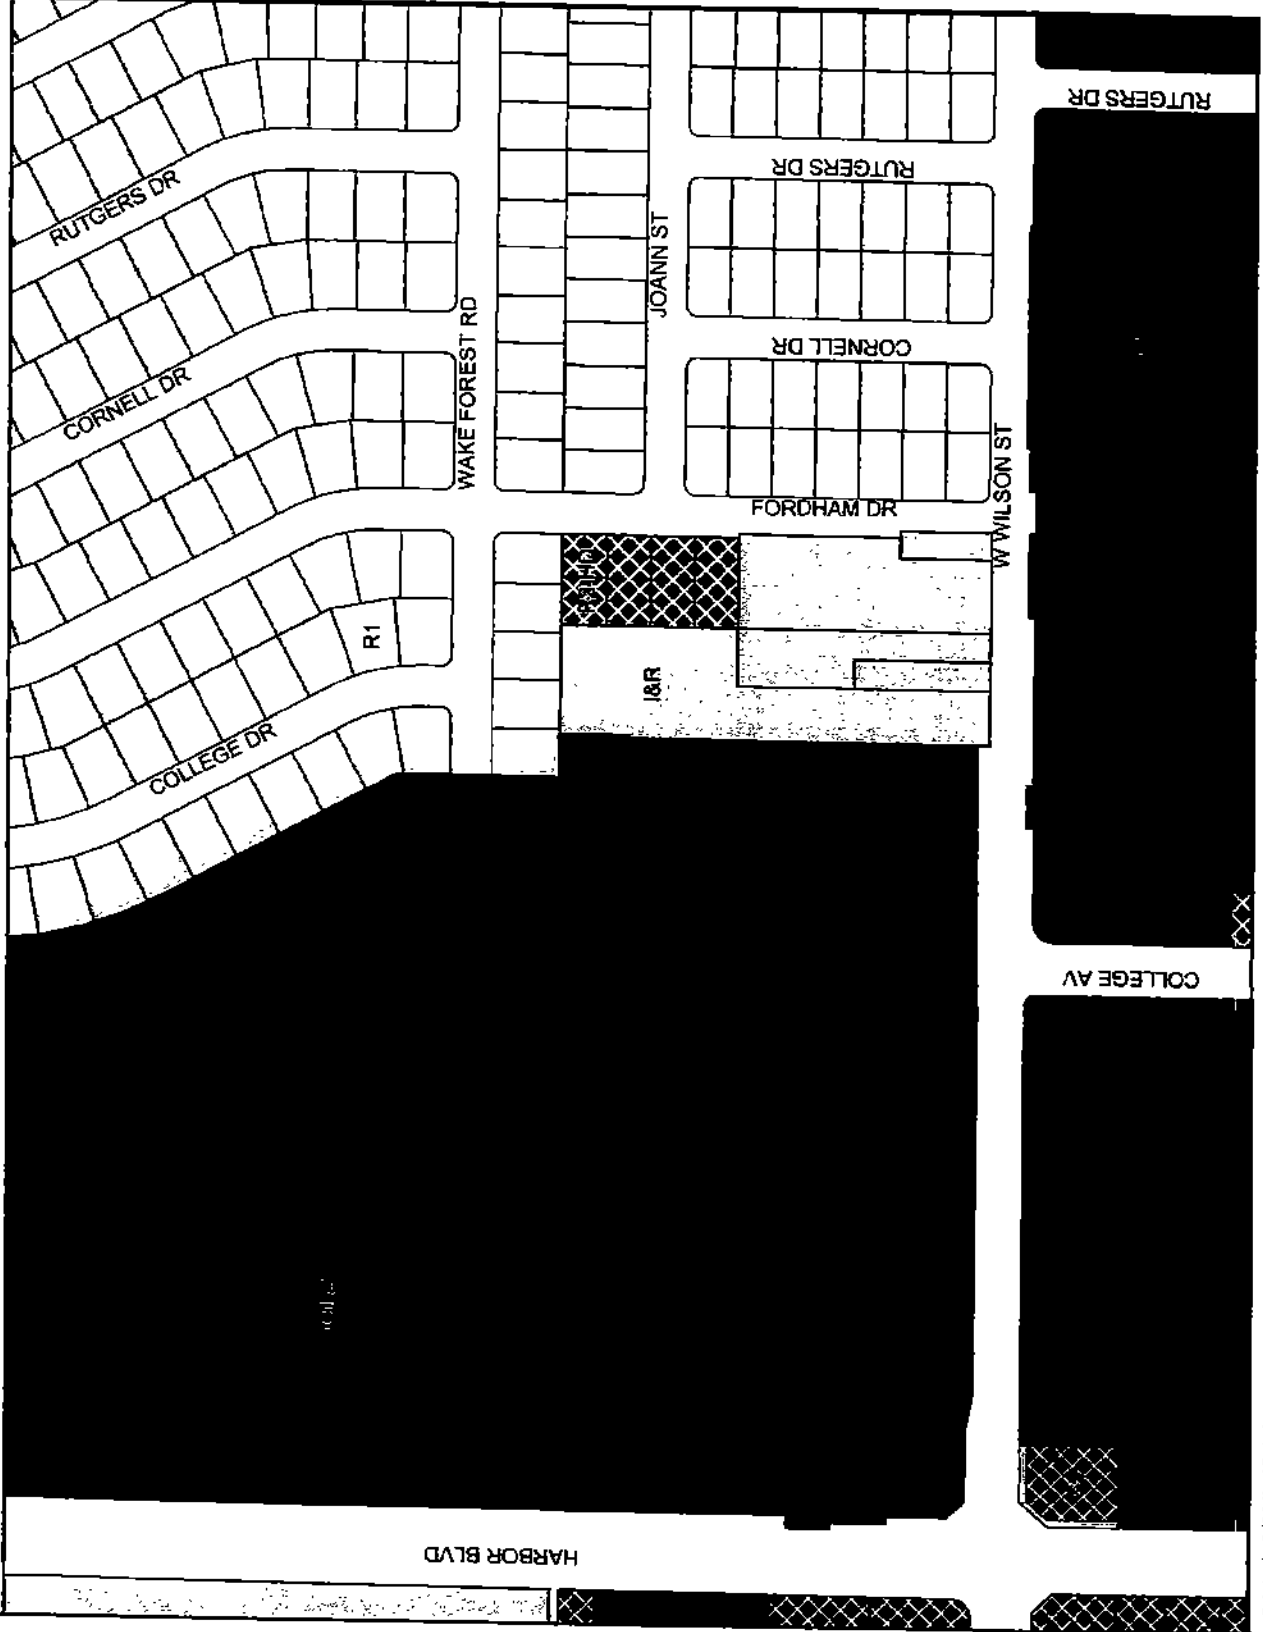 RUTGERS DR
RUTGERS DR
RUTGERS DR
JOANN ST
WAKE FOREST RD
CORNELL DR
CORNELL DR
W WILSON ST
FORDHAM DR
R1
I&R
COLLEGE DR
COLLEGE AV
HARBOR BLVD